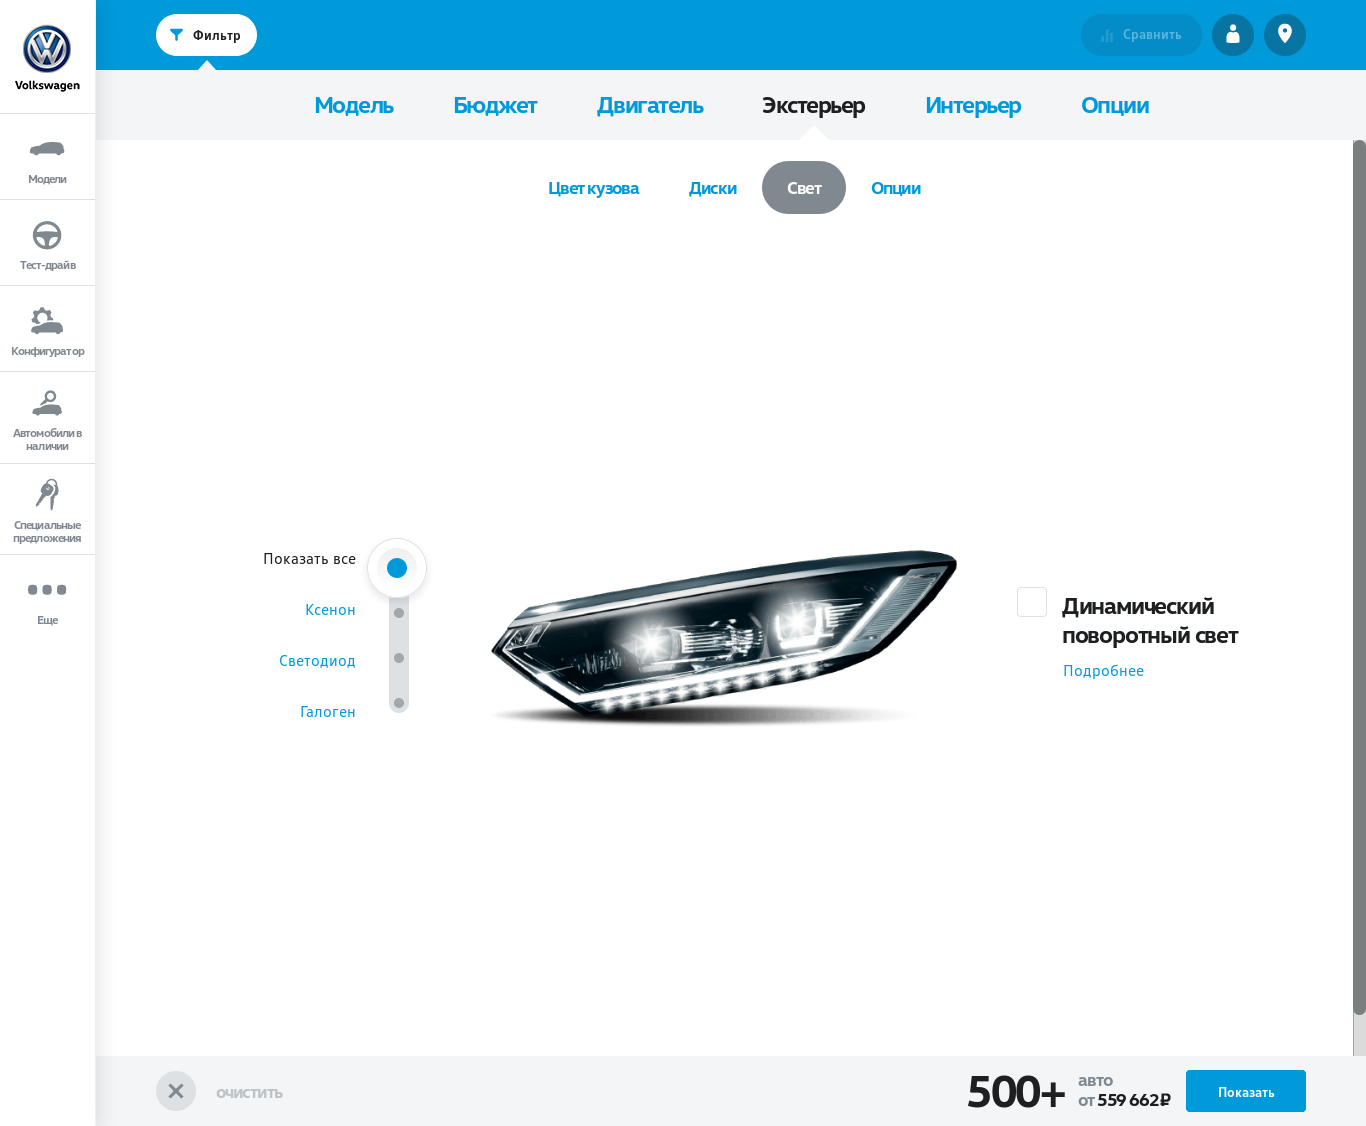 Volkswagen
Модели
Тест-драйв
Конфигуратор
Автомобили в
наличии
Специальные
предложения
Еще
Фильтр
Сравнить
Модель
Бюджет
Двигатель
Экстерьер
Интерьер
Опции
Цвет кузова
Диски
Свет
Опции
Показать все
Ксенон
Светодиод
Галоген
Динамический
поворотный свет
Подробнее
ОЧИСТИТЬ
500+
авто
от 559 662₽
Показать